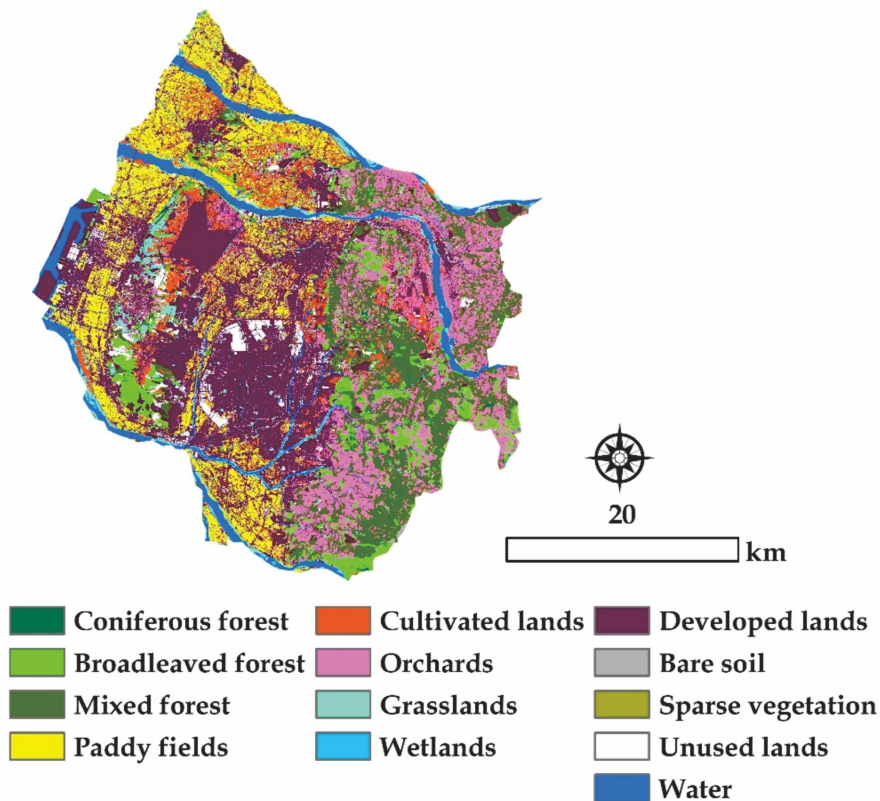 20
km
Coniferous forest
Cultivated lands
Developed lands
Broadleaved forest
Orchards
Bare soil
Mixed forest
Grasslands
Sparse vegetation
Paddy fields
Wetlands
Unused lands
Water